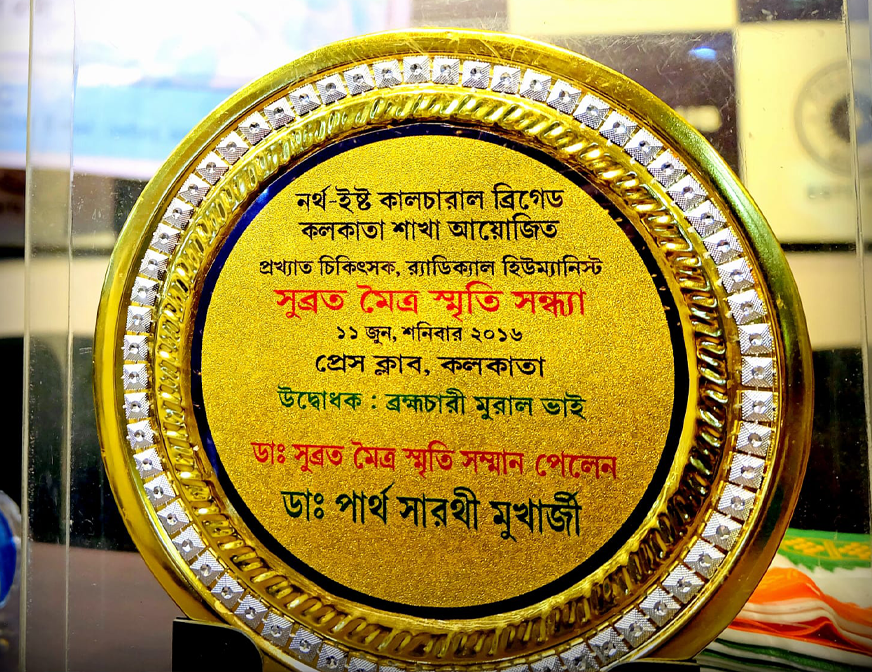 নর্থ-ইষ্ট কালচারাল ব্রিগেড
কলকাতা শাখা আয়োজিত
প্রখ্যাত চিকিৎসক, র‍্যাডিক্যাল হিউম্যানিস্ট
সুব্রত মৈত্র স্মৃতি সন্ধ্যা
১১ জুন, শনিবার ২০১৬
প্রেস ক্লাব, কলকাতা
উদ্বোধক : ব্রহ্মচারী মুরাল ভাই
ডাঃ সুব্রত মৈত্র স্মৃতি সম্মান পেলেন
ডাঃ পার্থ সারথী মুখার্জী